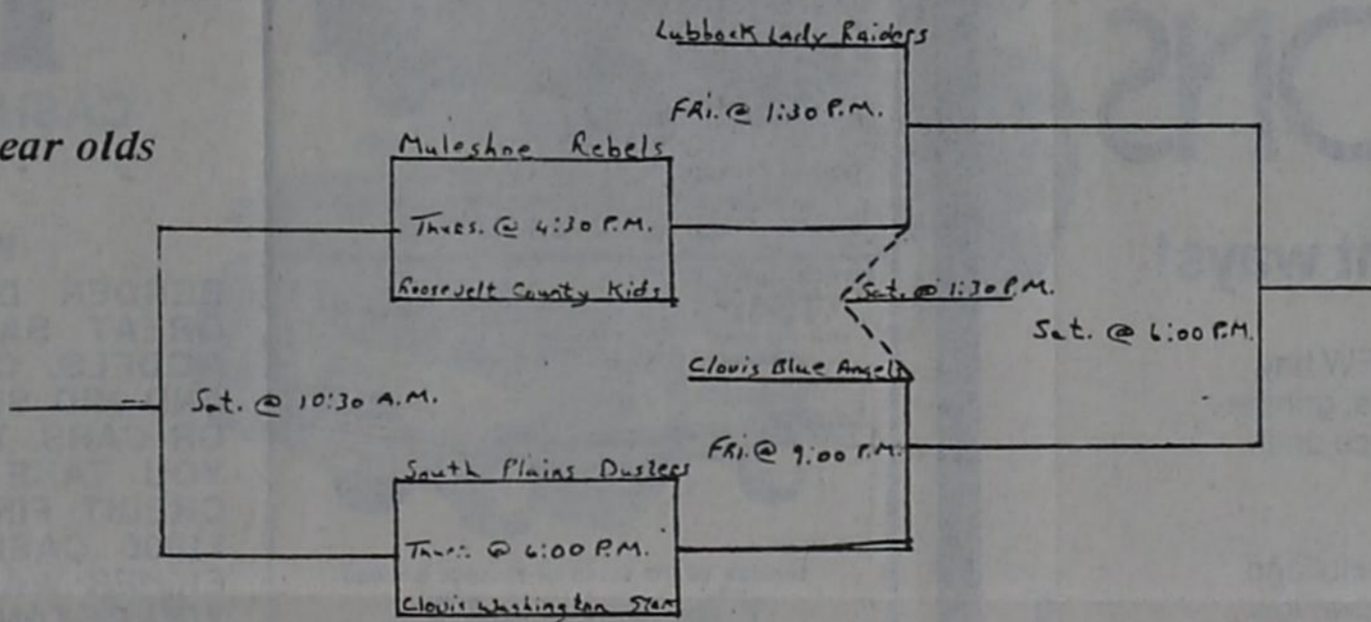 Lubbock Lady Raiders
FRi. @ 1:30 P.M.
ear olds
Muleshoe Rebels
Thurs. @ 4:30 P.M.
Roosevelt County Kids
Sat. @ 1:30 P.M.
Sat. @ 6:00 P.M.
Clovis Blue Angels
Sat. @ 10:30 A.M.
FRi. @ 9:00 P.M.
South Plains Dusters
Thurs. @ 6:00 P.M.
Clovis Washington Stars